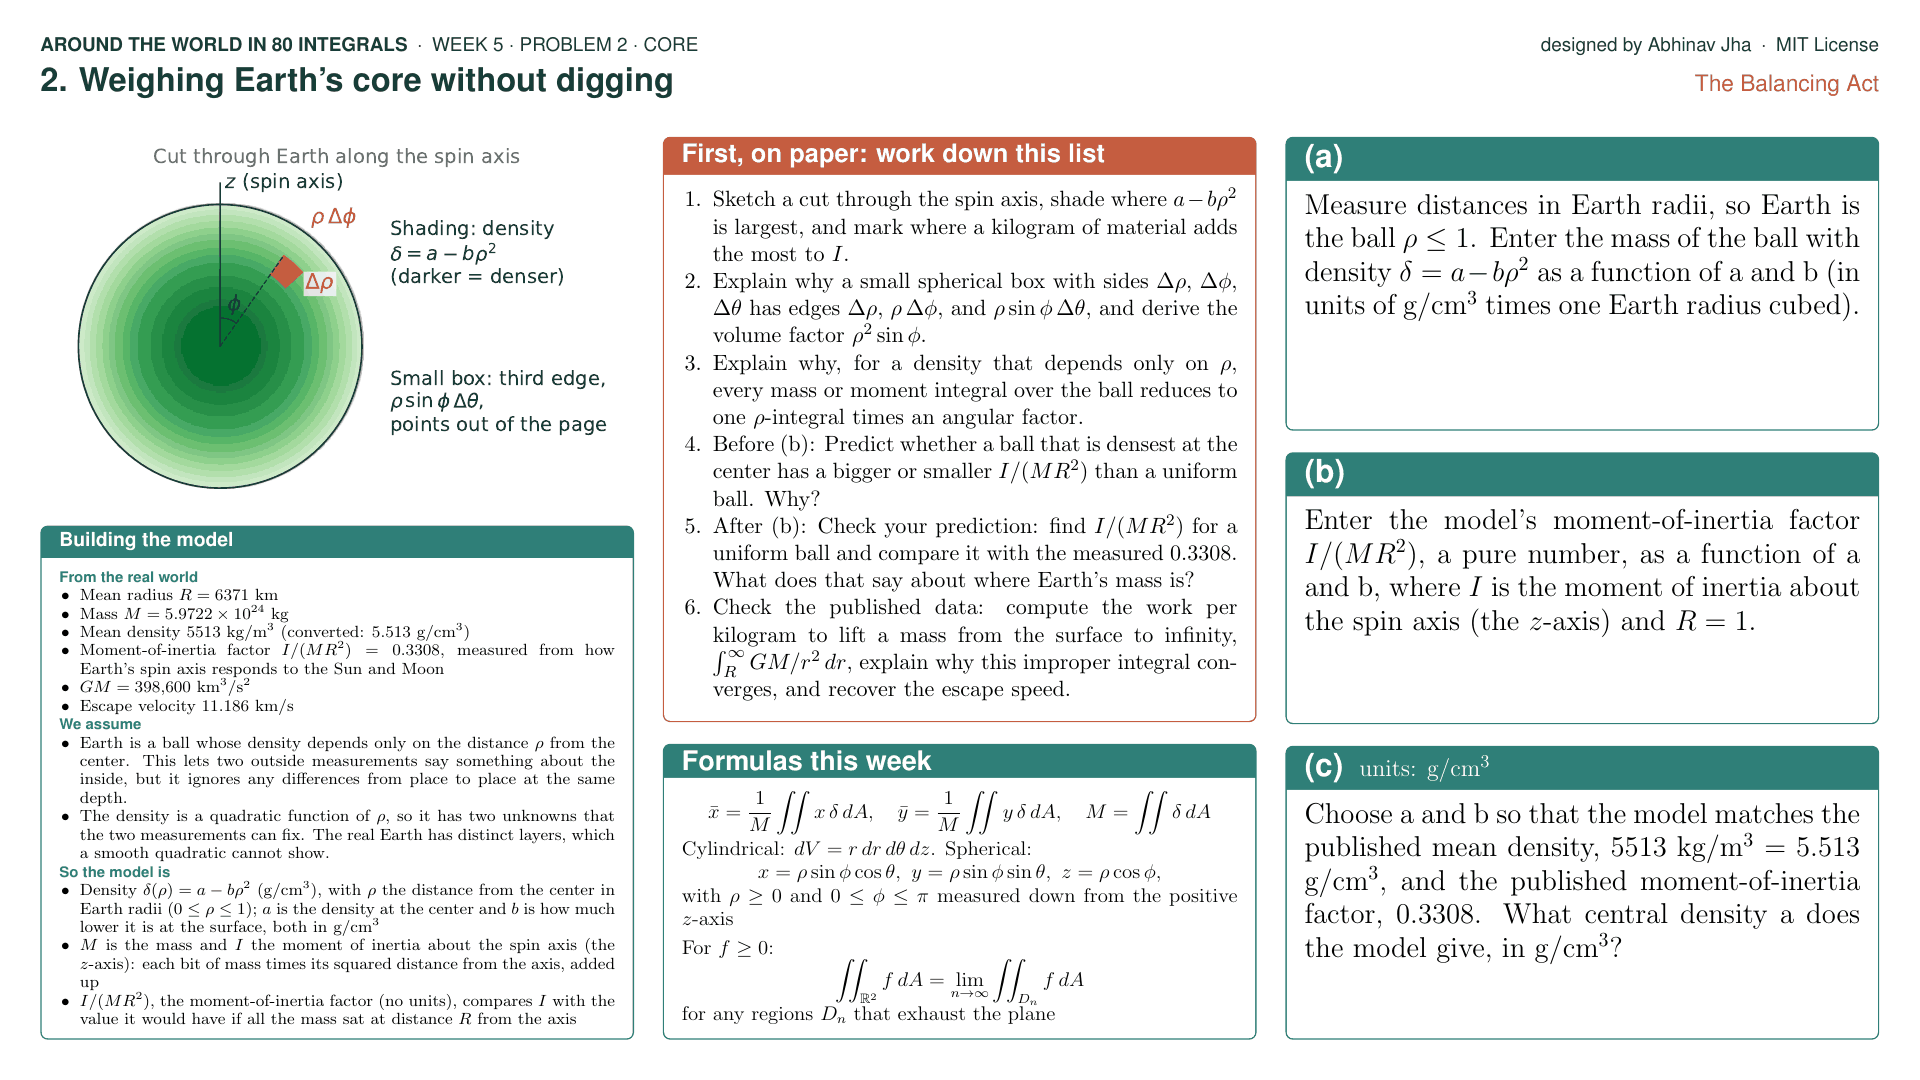 AROUND THE WORLD IN 80 INTEGRALS · WEEK 5 · PROBLEM 2 · CORE
designed by Abhinav Jha · MIT License
2. Weighing Earth's core without digging
The Balancing Act
Cut through Earth along the spin axis
z (spin axis)
ρ Δϕ
Δρ
ϕ
Shading: density
δ = a − bρ²
(darker = denser)
Small box: third edge,
ρ sin ϕ Δθ,
points out of the page
Building the model
From the real world
• Mean radius R = 6371 km
• Mass M = 5.9722 × 10²⁴ kg
• Mean density 5513 kg/m³ (converted: 5.513 g/cm³)
• Moment-of-inertia factor I/(MR²) = 0.3308, measured from how
Earth's spin axis responds to the Sun and Moon
• GM = 398,600 km³/s²
• Escape velocity 11.186 km/s
We assume
• Earth is a ball whose density depends only on the distance ρ from the
center. This lets two outside measurements say something about the
inside, but it ignores any differences from place to place at the same
depth.
• The density is a quadratic function of ρ, so it has two unknowns that
the two measurements can fix. The real Earth has distinct layers, which
a smooth quadratic cannot show.
So the model is
• Density δ(ρ) = a − bρ² (g/cm³), with ρ the distance from the center in
Earth radii (0 ≤ ρ ≤ 1); a is the density at the center and b is how much
lower it is at the surface, both in g/cm³
• M is the mass and I the moment of inertia about the spin axis (the
z-axis): each bit of mass times its squared distance from the axis, added
up
• I/(MR²), the moment-of-inertia factor (no units), compares I with the
value it would have if all the mass sat at distance R from the axis
First, on paper: work down this list
1. Sketch a cut through the spin axis, shade where a − bρ²
is largest, and mark where a kilogram of material adds
the most to I.
2. Explain why a small spherical box with sides Δρ, Δϕ,
Δθ has edges Δρ, ρ Δϕ, and ρ sin ϕ Δθ, and derive the
volume factor ρ² sin ϕ.
3. Explain why, for a density that depends only on ρ,
every mass or moment integral over the ball reduces to
one ρ-integral times an angular factor.
4. Before (b): Predict whether a ball that is densest at the
center has a bigger or smaller I/(MR²) than a uniform
ball. Why?
5. After (b): Check your prediction: find I/(MR²) for a
uniform ball and compare it with the measured 0.3308.
What does that say about where Earth's mass is?
6. Check the published data: compute the work per
kilogram to lift a mass from the surface to infinity,
∫_R^∞ GM/r² dr, explain why this improper integral con-
verges, and recover the escape speed.
Formulas this week
x̄ = 1/M ∬ x δ dA, ȳ = 1/M ∬ y δ dA, M = ∬ δ dA
Cylindrical: dV = r dr dθ dz. Spherical:
x = ρ sin ϕ cos θ, y = ρ sin ϕ sin θ, z = ρ cos ϕ,
with ρ ≥ 0 and 0 ≤ ϕ ≤ π measured down from the positive
z-axis
For f ≥ 0:
∬_ℝ² f dA = lim_{n→∞} ∬_{D_n} f dA
for any regions D_n that exhaust the plane
(a)
Measure distances in Earth radii, so Earth is
the ball ρ ≤ 1. Enter the mass of the ball with
density δ = a − bρ² as a function of a and b (in
units of g/cm³ times one Earth radius cubed).
(b)
Enter the model's moment-of-inertia factor
I/(MR²), a pure number, as a function of a
and b, where I is the moment of inertia about
the spin axis (the z-axis) and R = 1.
(c) units: g/cm³
Choose a and b so that the model matches the
published mean density, 5513 kg/m³ = 5.513
g/cm³, and the published moment-of-inertia
factor, 0.3308. What central density a does
the model give, in g/cm³?